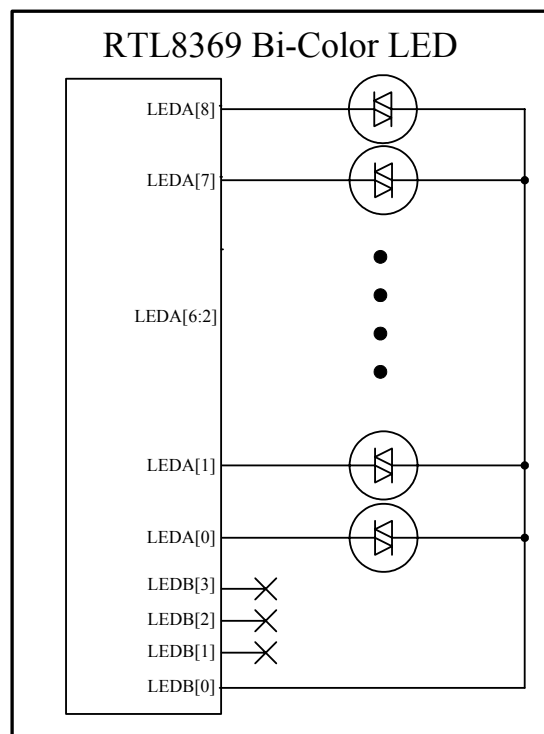 RTL8369 Bi-Color LED
LEDA[8]
LEDA[7]
LEDA[6:2]
LEDA[1]
LEDA[0]
LEDB[3]
LEDB[2]
LEDB[1]
LEDB[0]